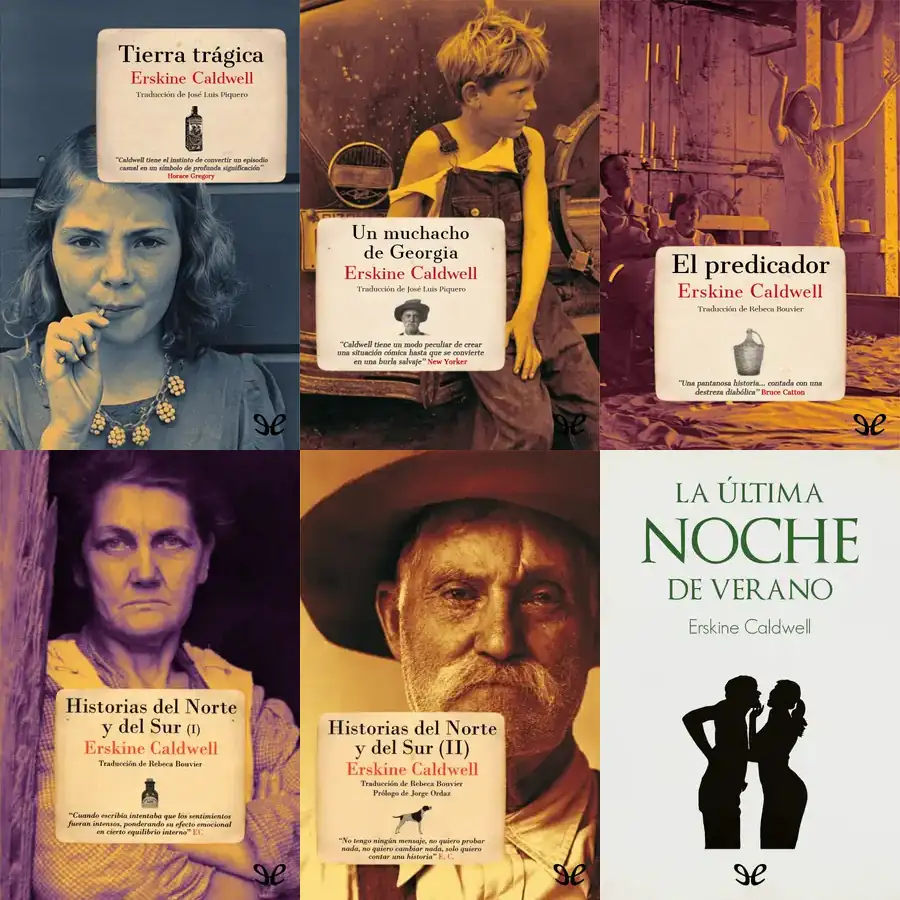 Tierra trágica
Erskine Caldwell
Traducción de José Luis Piquero
"Caldwell tiene el instinto de convertir un episodio
casual en un símbolo de profunda significación"
Horace Gregory
Un muchacho
de Georgia
Erskine Caldwell
Traducción de José Luis Piquero
"Caldwell tiene un modo peculiar de crear
una situación cómica hasta que se convierte
en una burla salvaje" New Yorker
El predicador
Erskine Caldwell
Traducción de Rebeca Bouvier
"Una pantanosa historia... contada con una
destreza diabólica" Bruce Catton
Historias del Norte
y del Sur (I)
Erskine Caldwell
Traducción de Rebeca Bouvier
"Cuando escribía intentaba que los sentimientos
fueran intensos, ponderando su efecto emocional
en cierto equilibrio interno" E.C.
Historias del Norte
y del Sur (II)
Erskine Caldwell
Traducción de Rebeca Bouvier
Prólogo de Jorge Ordaz
"No tengo ningún mensaje, no quiero probar
nada, no quiero cambiar nada, solo quiero
contar una historia" E. C.
LA ÚLTIMA
NOCHE
DE VERANO
Erskine Caldwell